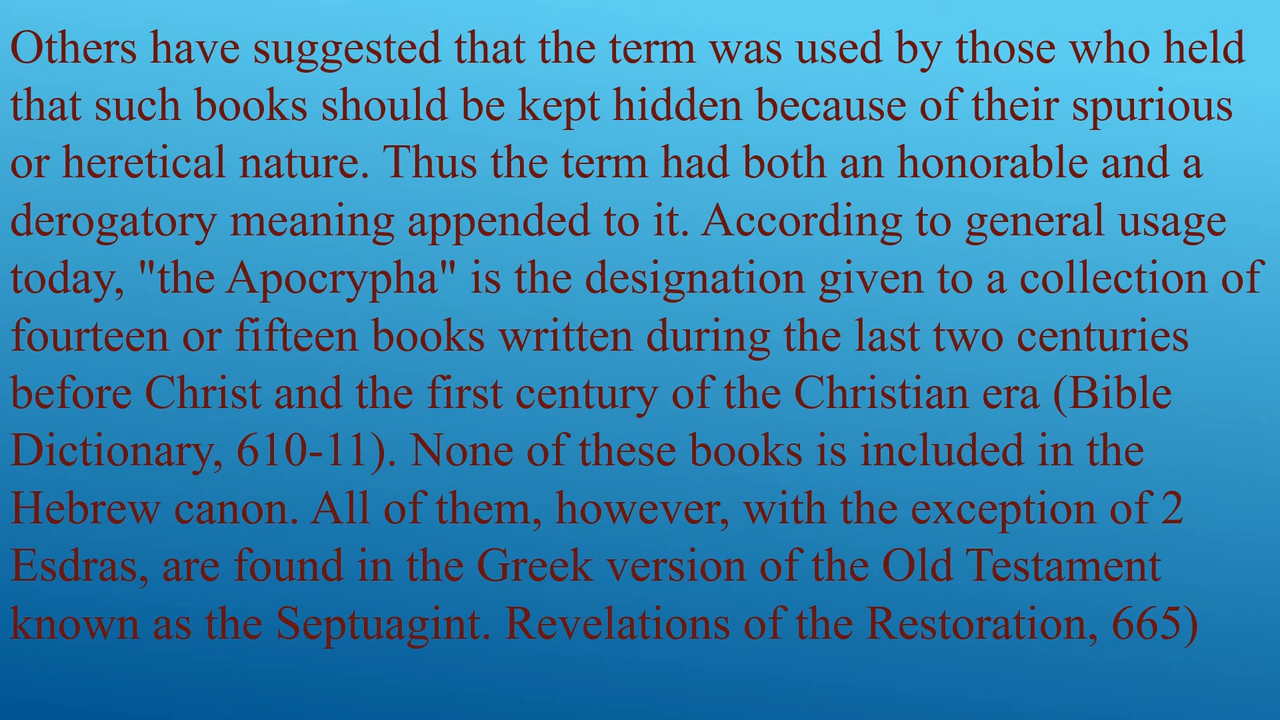 Others have suggested that the term was used by those who held
that such books should be kept hidden because of their spurious
or heretical nature. Thus the term had both an honorable and a
derogatory meaning appended to it. According to general usage
today, "the Apocrypha" is the designation given to a collection of
fourteen or fifteen books written during the last two centuries
before Christ and the first century of the Christian era (Bible
Dictionary, 610-11). None of these books is included in the
Hebrew canon. All of them, however, with the exception of 2
Esdras, are found in the Greek version of the Old Testament
known as the Septuagint. Revelations of the Restoration, 665)